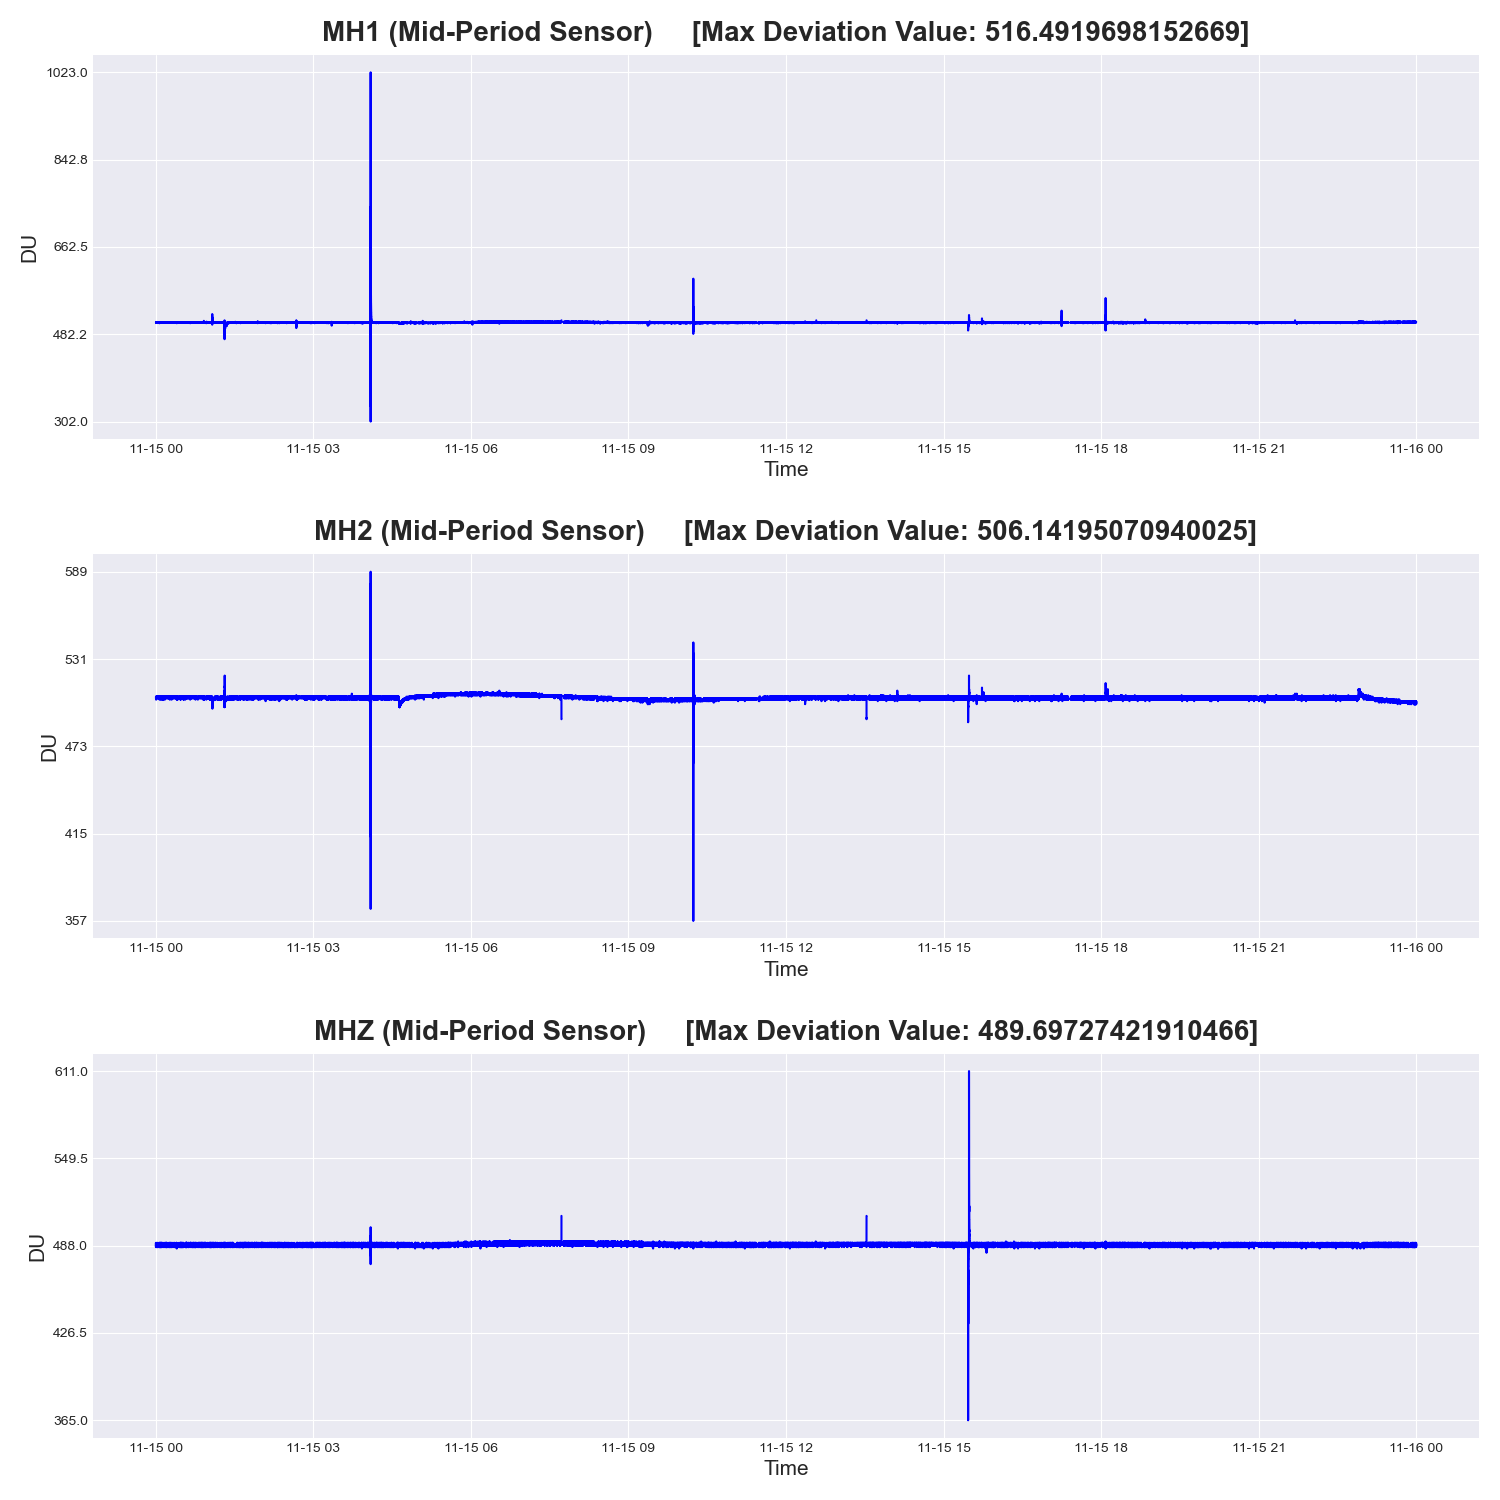 MH1 (Mid-Period Sensor) [Max Deviation Value: 516.4919698152669]
1023.0
842.8
662.5
482.2
302.0
DU
11-15 00 11-15 03 11-15 06 11-15 09 11-15 12 11-15 15 11-15 18 11-15 21 11-16 00
Time
MH2 (Mid-Period Sensor) [Max Deviation Value: 506.14195070940025]
589
531
473
415
357
DU
11-15 00 11-15 03 11-15 06 11-15 09 11-15 12 11-15 15 11-15 18 11-15 21 11-16 00
Time
MHZ (Mid-Period Sensor) [Max Deviation Value: 489.69727421910466]
611.0
549.5
488.0
426.5
365.0
DU
11-15 00 11-15 03 11-15 06 11-15 09 11-15 12 11-15 15 11-15 18 11-15 21 11-16 00
Time